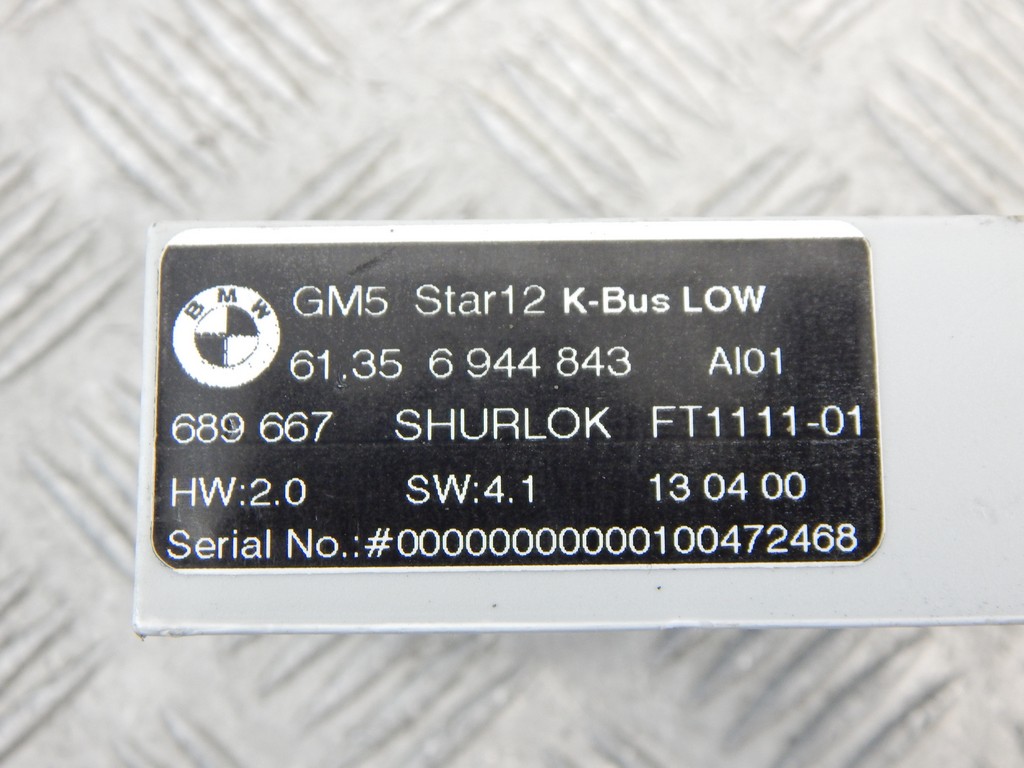 BMW
GM5 Star12 K-Bus LOW
61.35 6 944 843 AI01
689 667 SHURLOK FT1111-01
HW:2.0 SW:4.1 13 04 00
Serial No.:#00000000000100472468